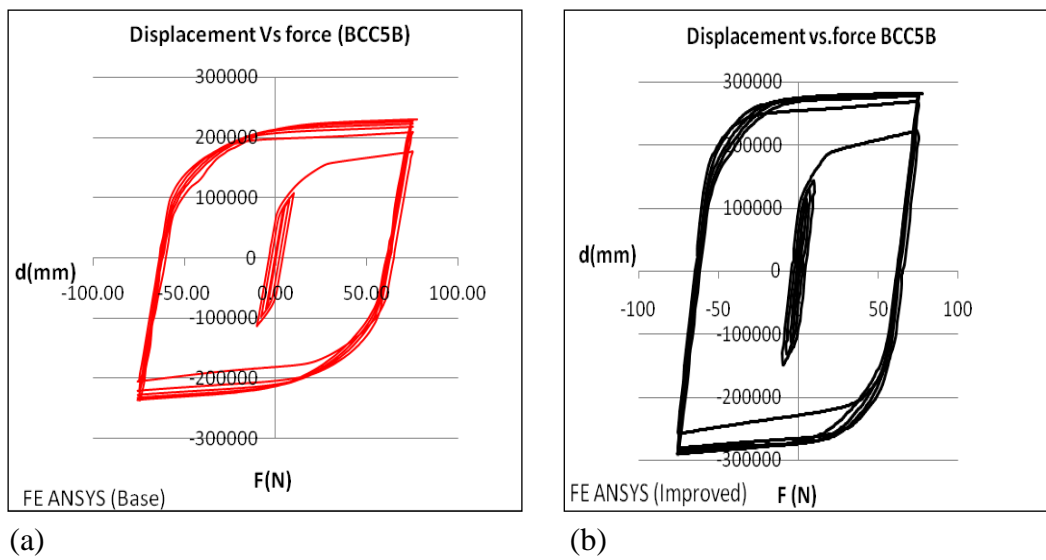 Displacement Vs force (BCC5B)
300000
200000
100000
0
d(mm)
-100.00 -50.00 0.00 50.00 100.00
-100000
-200000
-300000
F(N)
FE ANSYS (Base)
(a)
Displacement vs.force BCC5B
300000
200000
100000
d(mm)
0
-100 -50 0 50 100
-100000
-200000
-300000
FE ANSYS (Improved) F (N)
(b)